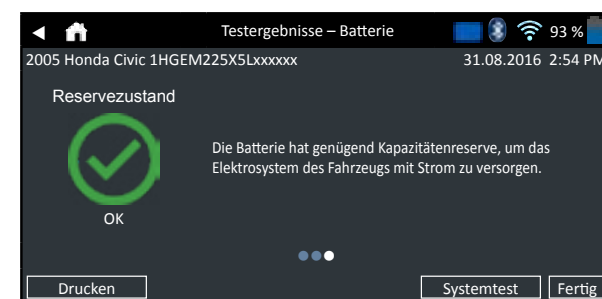 Testergebnisse – Batterie 93 %
2005 Honda Civic 1HGEM225X5Lxxxxxx 31.08.2016 2:54 PM
Reservezustand
Die Batterie hat genügend Kapazitätenreserve, um das
Elektrosystem des Fahrzeugs mit Strom zu versorgen.
OK
Drucken Systemtest Fertig